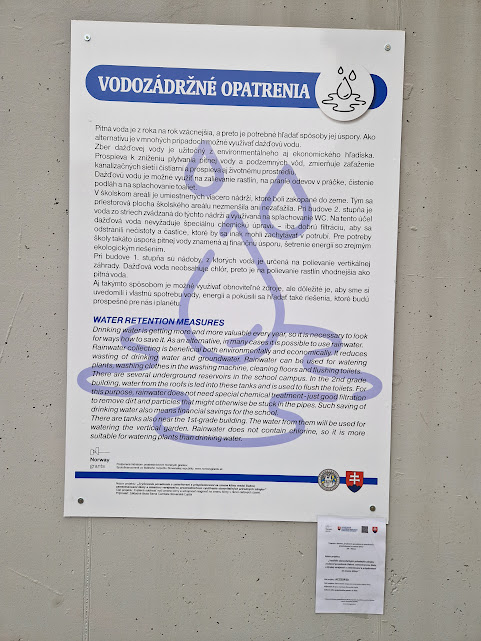 VODOZÁDRŽNÉ OPATRENIA
Pitná voda je z roka na rok vzácnejšia, a preto je potrebné hľadať spôsoby jej úspory. Ako
alternatívu je v mnohých prípadoch možné využívať dažďovú vodu.
Zber dažďovej vody je užitočný z environmentálneho aj ekonomického hľadiska.
Prospieva k zníženiu plytvania pitnej vody a podzemných vôd, zmierňuje zaťaženie
kanalizačných sietí i čistiarní a prospieva aj životnému prostrediu.
Dažďovú vodu je možné využiť na zalievanie rastlín, na pranie odevov v práčke, čistenie
podláh a na splachovanie toaliet.
V školskom areáli je umiestnených viacero nádrží, ktoré boli zakopané do zeme. Tým sa
priestorová plocha školského areálu nezmenšila ani nezaťažila. Pri budove 2. stupňa je
voda zo striech zvádzaná do týchto nádrží a využívaná na splachovanie WC. Na tento účel
dažďová voda nevyžaduje špeciálnu chemickú úpravu – iba dobrú filtráciu, aby sa
odstránili nečistoty a častice, ktoré by sa inak mohli zachytávať v potrubí. Pre potreby
školy takáto úspora pitnej vody znamená aj finančnú úsporu, šetrenie energií so zrejmým
ekologickým riešením.
Pri budove 1. stupňa sú nádoby, z ktorých voda je určená na polievanie vertikálnej
záhrady. Dažďová voda neobsahuje chlór, preto je na polievanie rastlín vhodnejšia ako
pitná voda.
Aj takýmto spôsobom je možné využívať obnoviteľné zdroje, ale dôležité je, aby sme si
uvedomili i vlastnú spotrebu vody, energií a pokúsili sa hľadať také riešenie, ktoré budú
prospešné pre nás i planétu.
WATER RETENTION MEASURES
Drinking water is getting more and more valuable every year, so it is necessary to look
for ways how to save it. As an alternative, in many cases it is possible to use rainwater.
Rainwater collecting is beneficial both environmentally and economically. It reduces
wasting of drinking water and groundwater. Rainwater can be used for watering
plants, washing clothes in the washing machine, cleaning floors and flushing toilets.
There are several underground reservoirs in the school campus. In the 2nd grade
building, water from the roofs is led into these tanks and is used to flush the toilets. For
this purpose, rainwater does not need special chemical treatment - just good filtration
to remove dirt and particles that might otherwise be stuck in the pipes. Such saving of
drinking water also means financial savings for the school.
There are tanks also near the 1st-grade building. The water from them will be used for
watering the vertical garden. Rainwater does not contain chlorine, so it is more
suitable for watering plants than drinking water.
Norway
grants